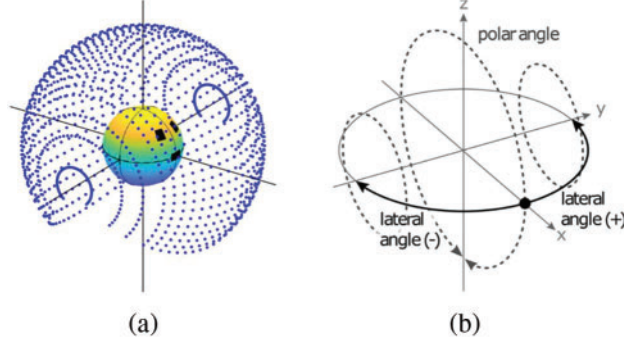 z
polar angle
y
lateral
angle (-)
lateral
angle (+)
x
(a)
(b)